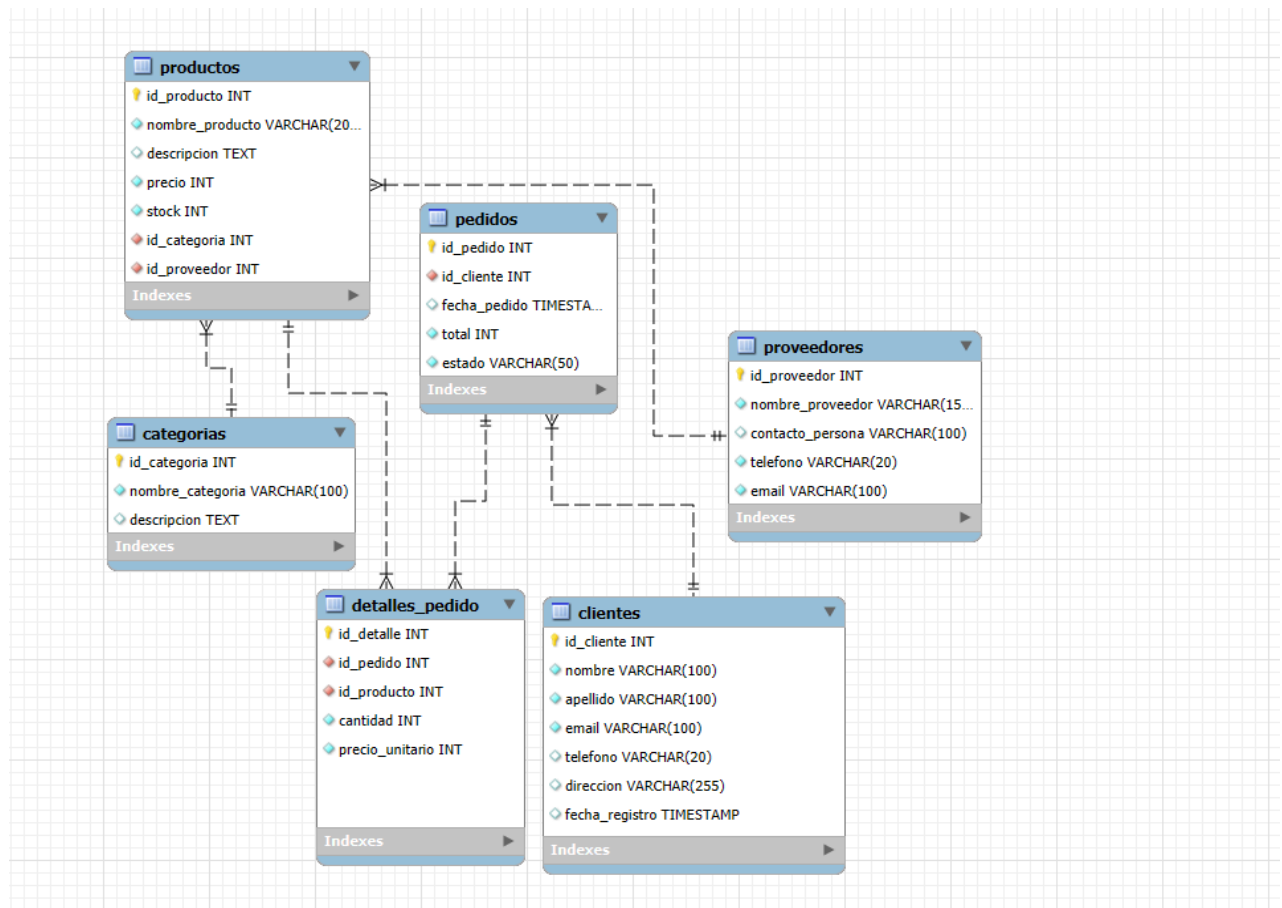 productos
id_producto INT
nombre_producto VARCHAR(20...
descripcion TEXT
precio INT
stock INT
id_categoria INT
id_proveedor INT
Indexes
pedidos
id_pedido INT
id_cliente INT
fecha_pedido TIMESTA...
total INT
estado VARCHAR(50)
Indexes
proveedores
id_proveedor INT
nombre_proveedor VARCHAR(15...
contacto_persona VARCHAR(100)
telefono VARCHAR(20)
email VARCHAR(100)
Indexes
categorias
id_categoria INT
nombre_categoria VARCHAR(100)
descripcion TEXT
Indexes
detalles_pedido
id_detalle INT
id_pedido INT
id_producto INT
cantidad INT
precio_unitario INT
Indexes
clientes
id_cliente INT
nombre VARCHAR(100)
apellido VARCHAR(100)
email VARCHAR(100)
telefono VARCHAR(20)
direccion VARCHAR(255)
fecha_registro TIMESTAMP
Indexes